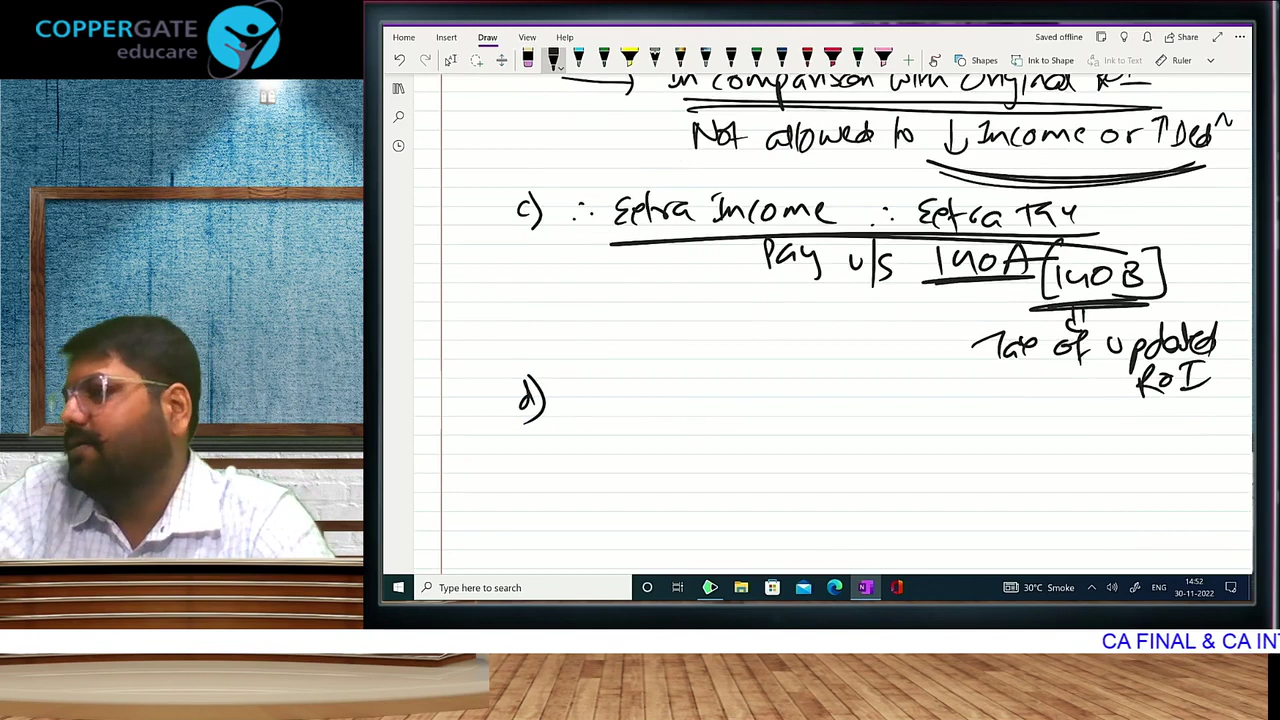 COPPERGATE
educare
Home Insert Draw View Help
Saved offline
Share
Shapes
Ink to Shape
Ink to Text
Ruler
→ In comparison with Original
Not allowed to ↓ Income or ↑ Dedⁿ
c) ∴ Extra Income ∴ Extra Tax
Pay u/s 140A [140B]
Tax of updated
RoI
d)
Type here to search
30°C Smoke
ENG
14:52
30-11-2022
CA FINAL & CA IN